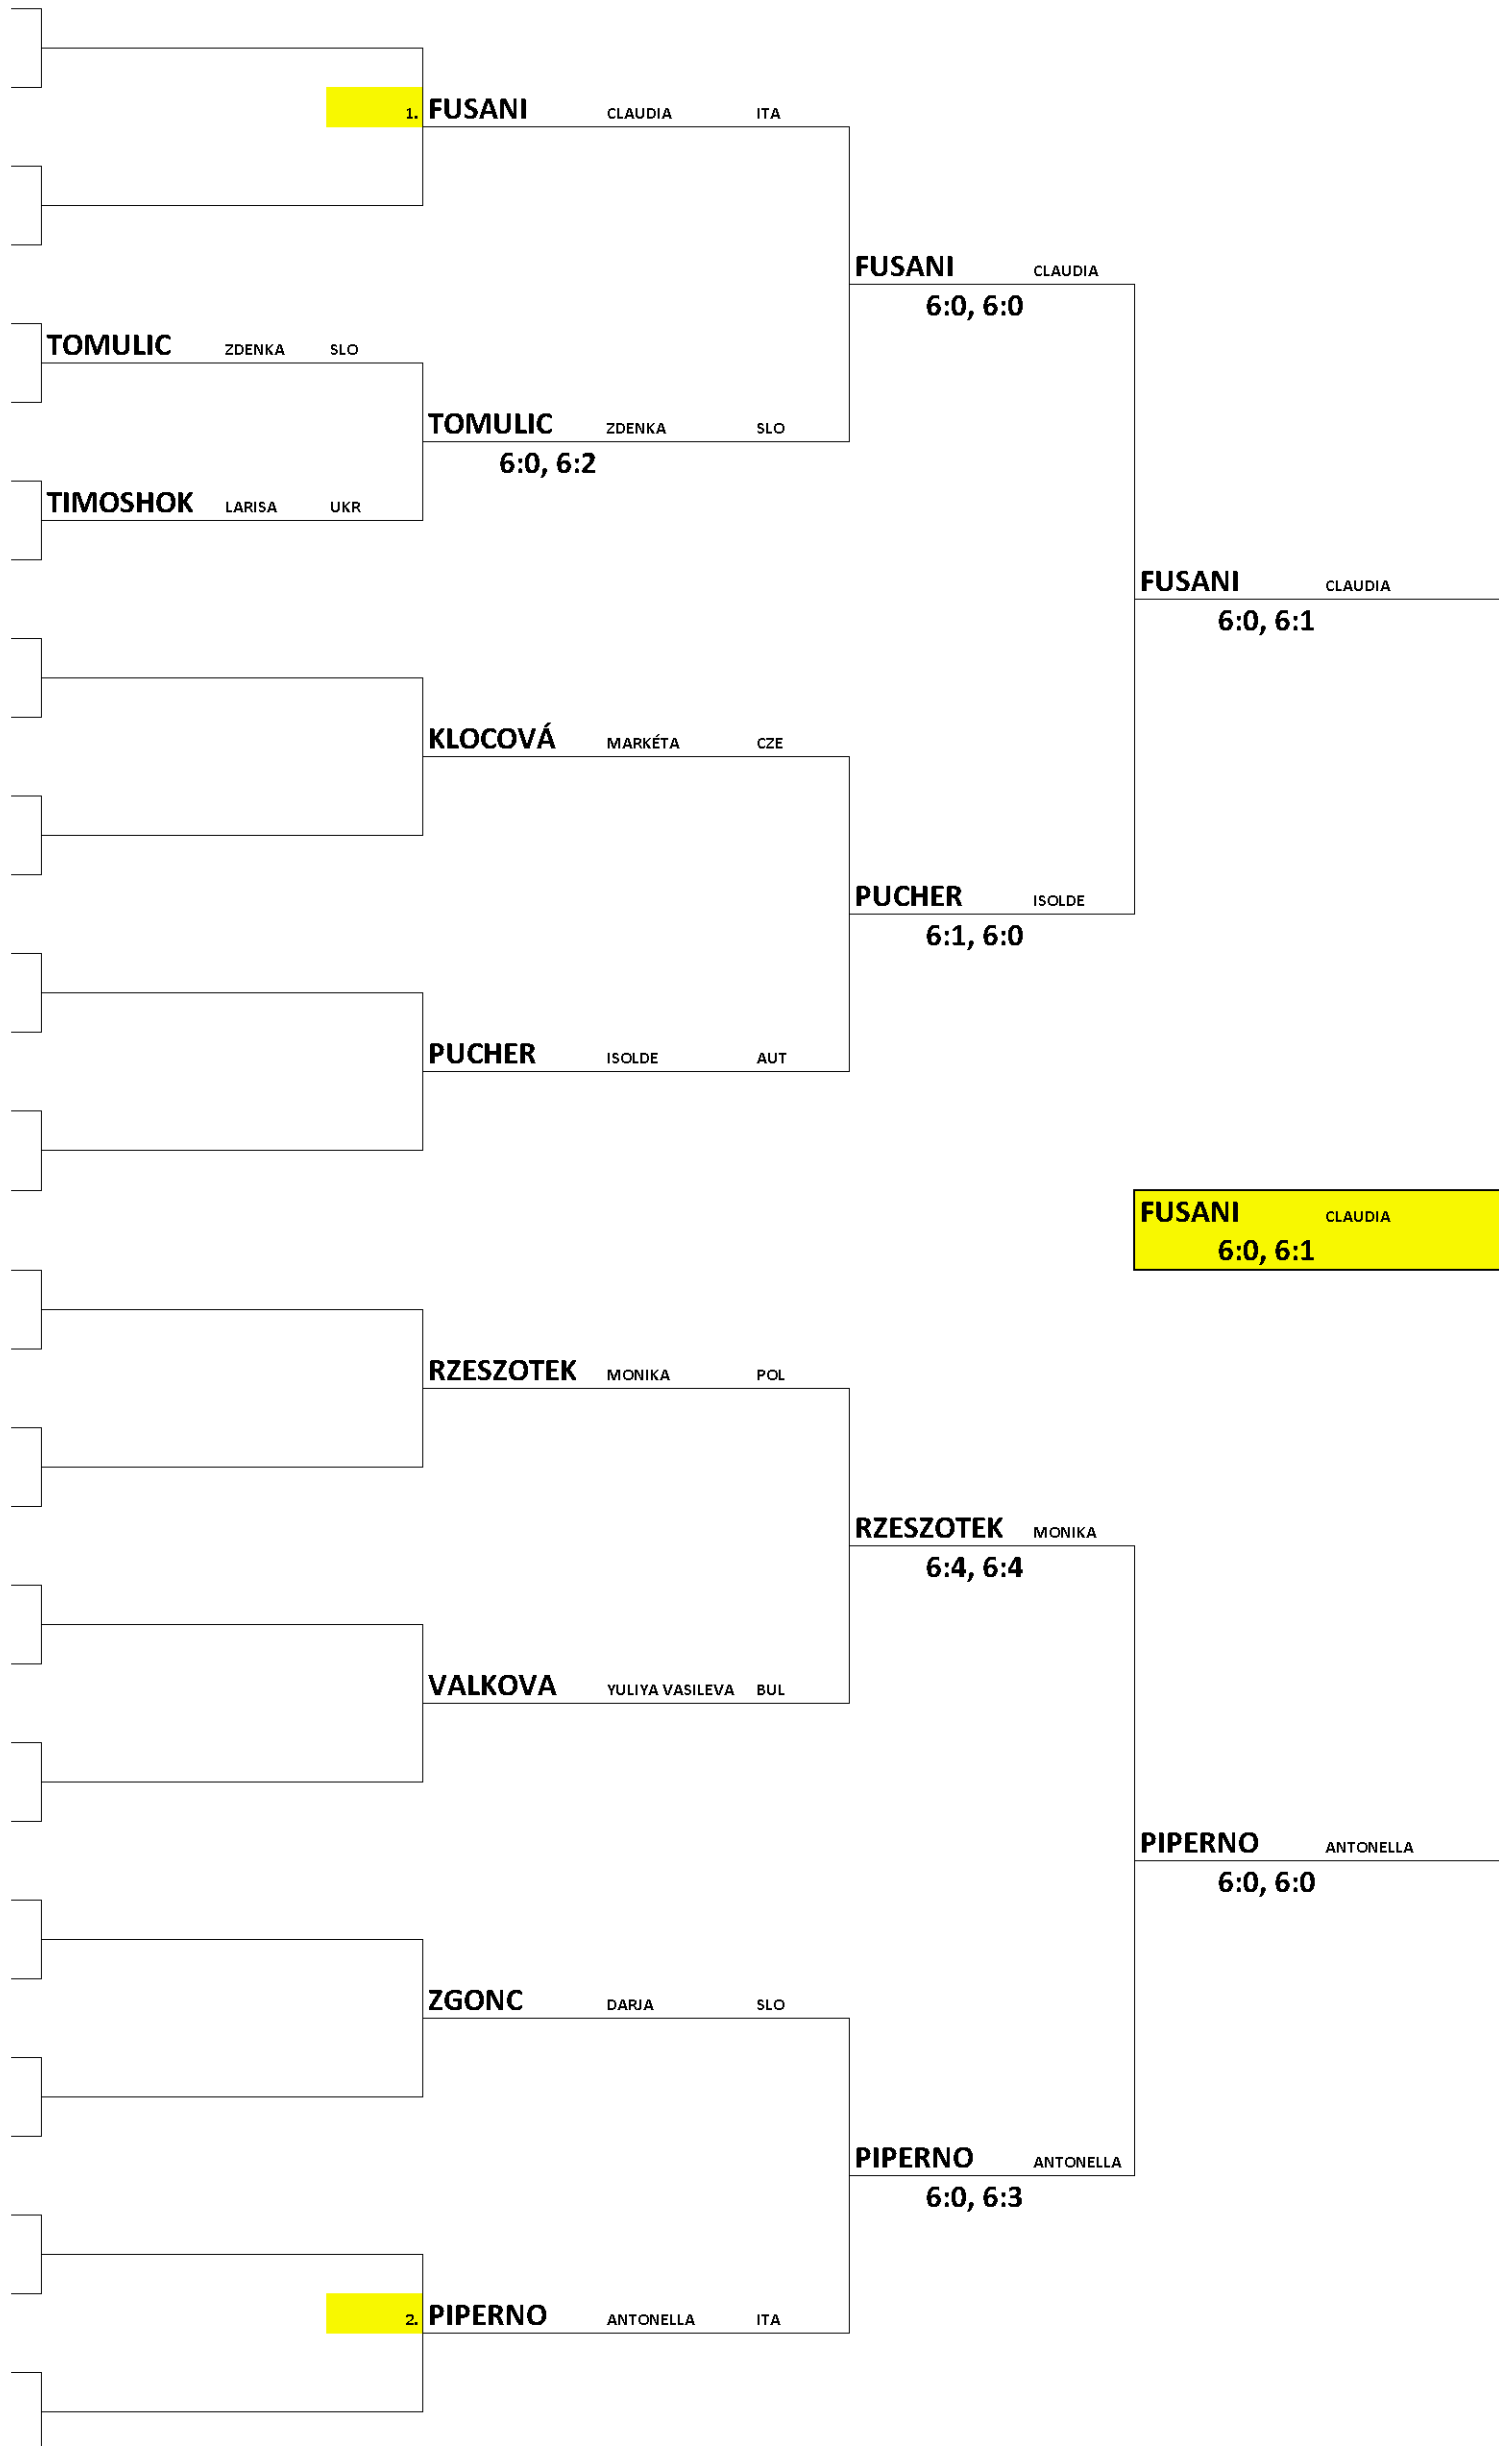 1. FUSANI CLAUDIA ITA
FUSANI CLAUDIA
6:0, 6:0
TOMULIC ZDENKA SLO
TOMULIC ZDENKA SLO
6:0, 6:2
TIMOSHOK LARISA UKR
FUSANI CLAUDIA
6:0, 6:1
KLOCOVÁ MARKÉTA CZE
PUCHER ISOLDE
6:1, 6:0
PUCHER ISOLDE AUT
FUSANI CLAUDIA
6:0, 6:1
RZESZOTEK MONIKA POL
RZESZOTEK MONIKA
6:4, 6:4
VALKOVA YULIYA VASILEVA BUL
PIPERNO ANTONELLA
6:0, 6:0
ZGONC DARJA SLO
PIPERNO ANTONELLA
6:0, 6:3
2. PIPERNO ANTONELLA ITA